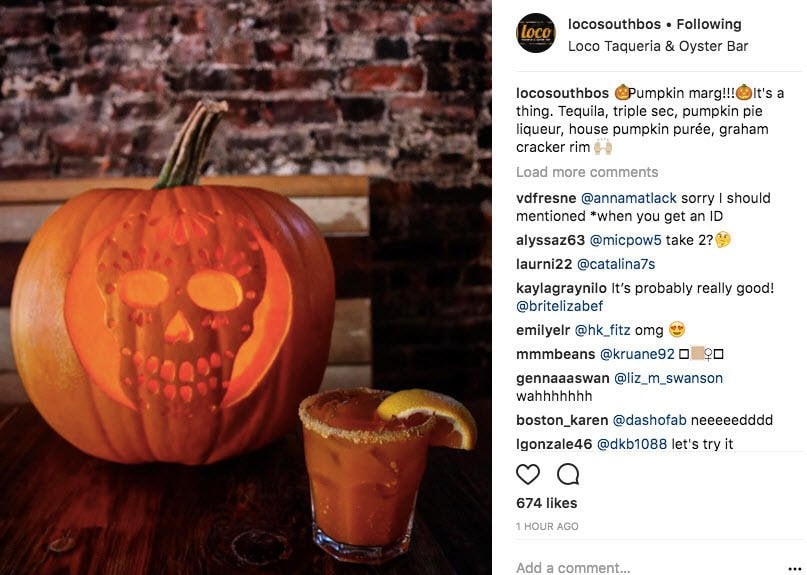 loco
locosouthbos • Following
Loco Taqueria & Oyster Bar
locosouthbos 🎃Pumpkin marg!!!🎃It's a
thing. Tequila, triple sec, pumpkin pie
liqueur, house pumpkin purée, graham
cracker rim 🙌🏼
Load more comments
vdfresne @annamatlack sorry I should
mentioned *when you get an ID
alyssaz63 @micpow5 take 2?🤔
laurni22 @catalina7s
kaylagraynilo It’s probably really good!
@britelizabef
emilyelr @hk_fitz omg 😍
mmmbeans @kruane92 □🏼♀□
gennaaaswan @liz_m_swanson
wahhhhhhh
boston_karen @dashofab neeeeedddd
lgonzale46 @dkb1088 let's try it
674 likes
1 HOUR AGO
Add a comment...